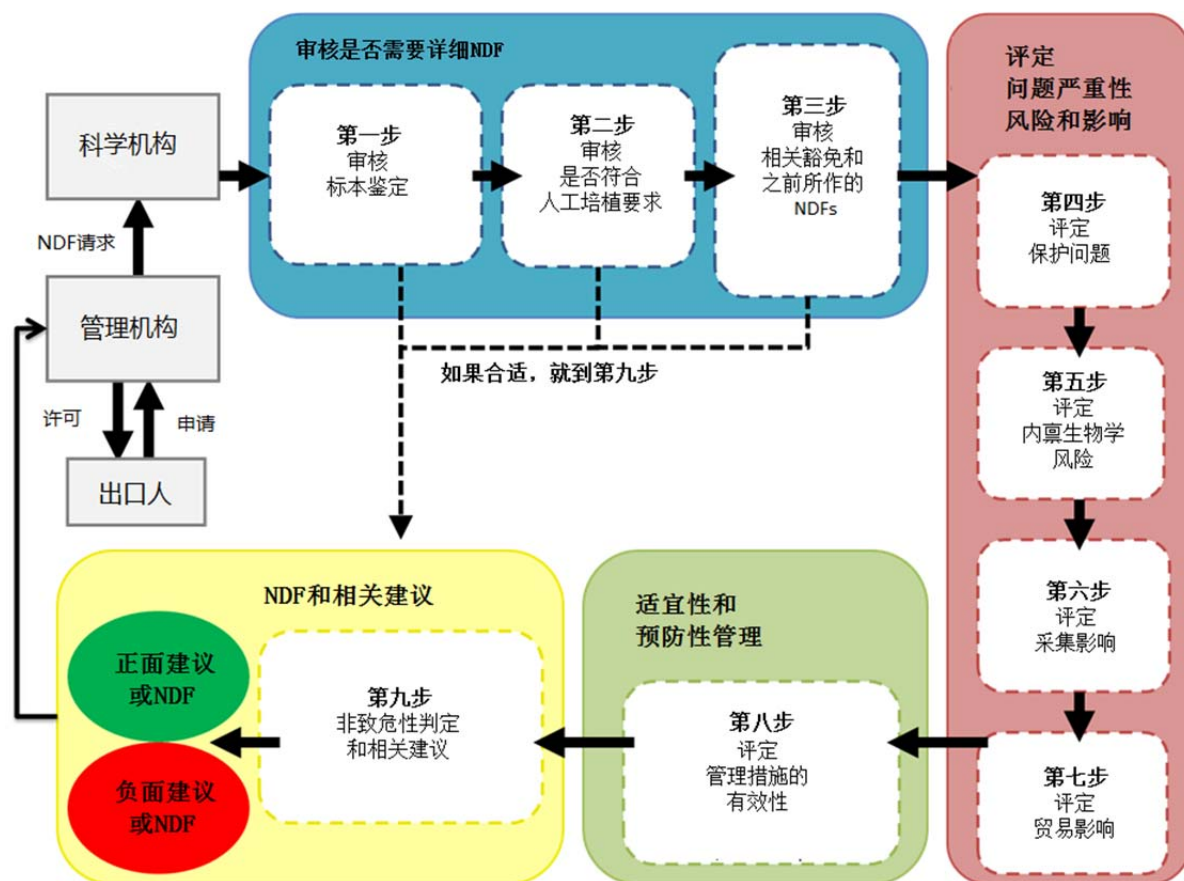 审核是否需要详细NDF
第一步
审核
标本鉴定
第二步
审核
是否符合
人工培植要求
第三步
审核
相关豁免和
之前所作的
NDFs
评定
问题严重性
风险和影响
第四步
评定
保护问题
第五步
评定
内禀生物学
风险
第六步
评定
采集影响
第七步
评定
贸易影响
科学机构
NDF请求
管理机构
许可
申请
出口人
如果合适，就到第九步
NDF和相关建议
正面建议
或NDF
负面建议
或NDF
第九步
非致危性判定
和相关建议
适宜性和
预防性管理
第八步
评定
管理措施的
有效性